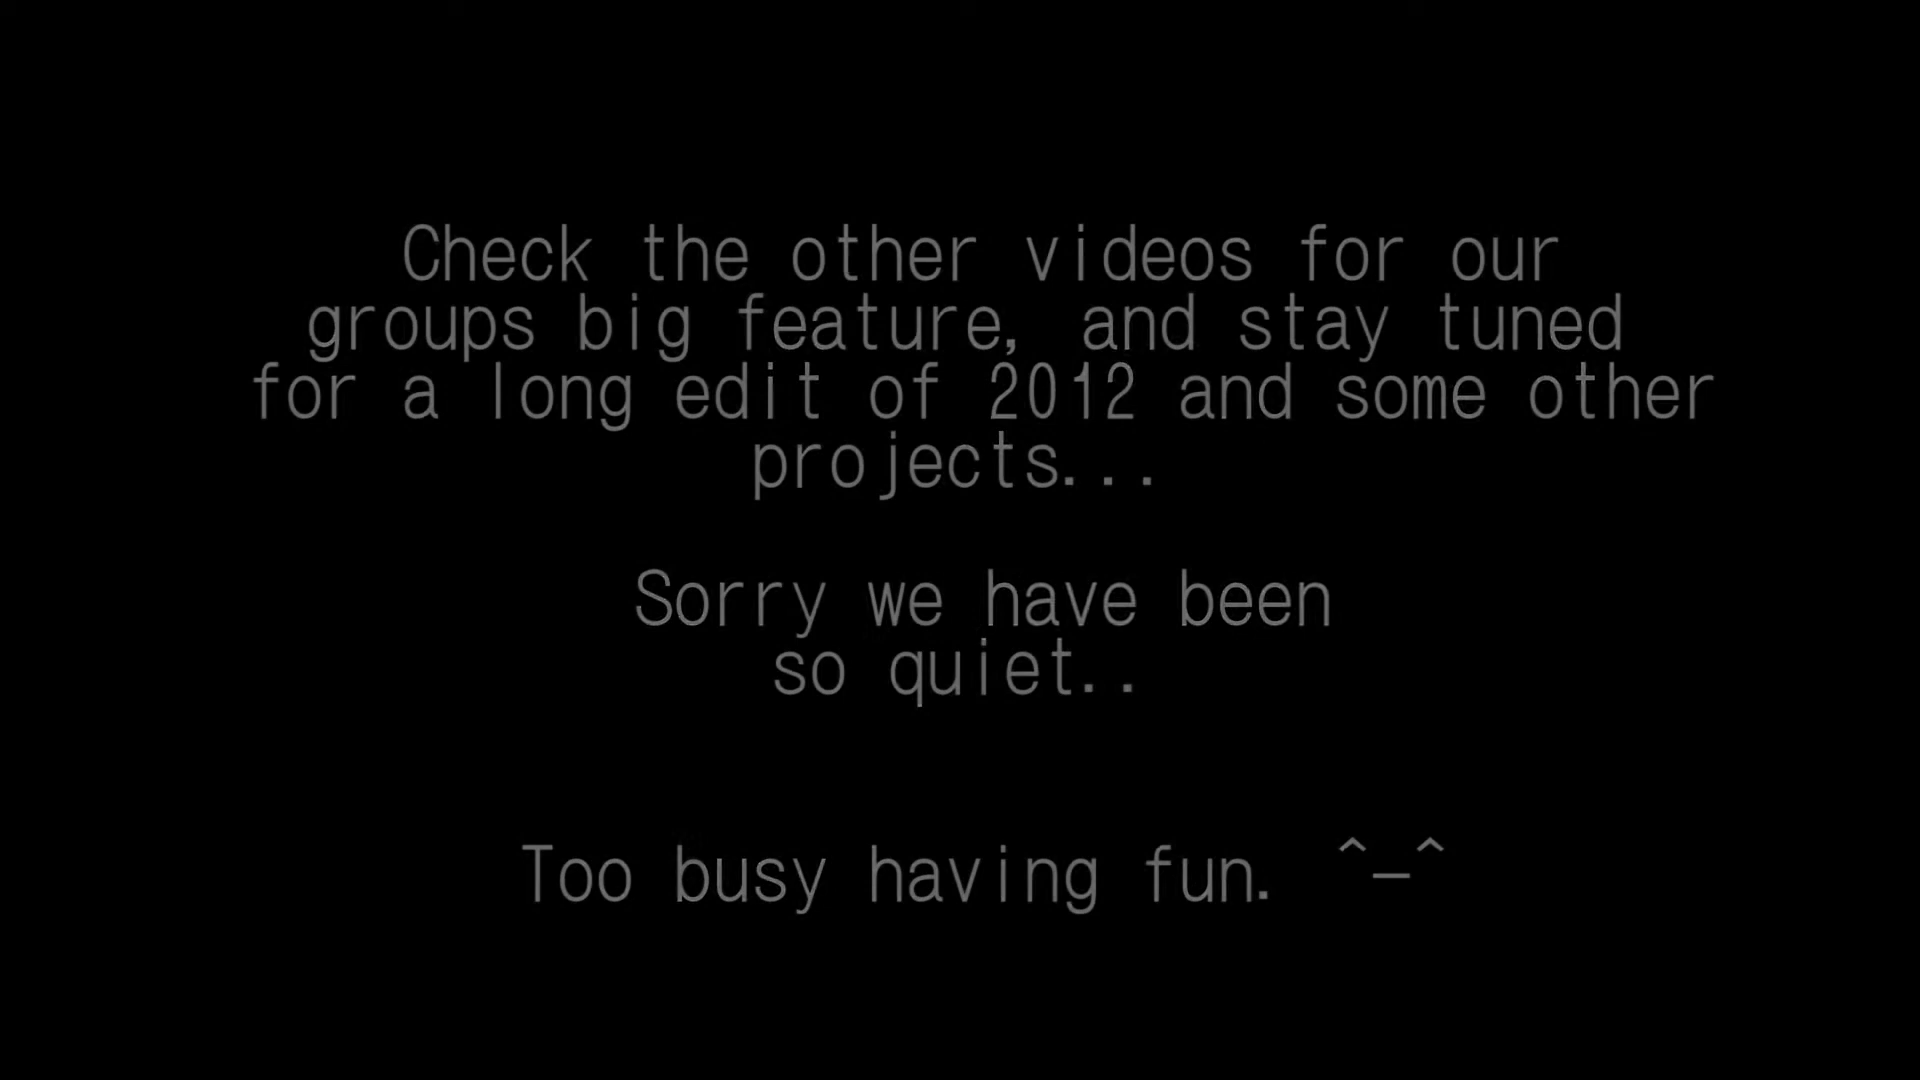 Check the other videos for our
groups big feature, and stay tuned
for a long edit of 2012 and some other
projects...
Sorry we have been
so quiet..
Too busy having fun. ^_^